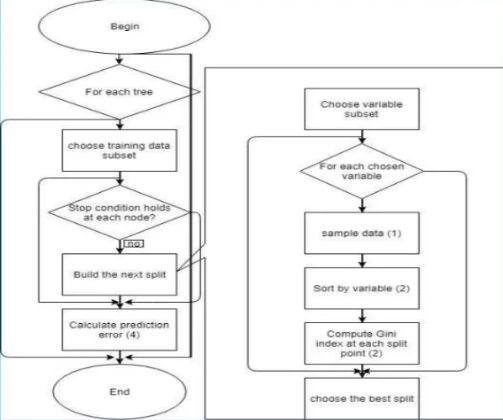 Begin
For each tree
choose training data
subset
Stop condition holds
at each node?
no
Build the next split
Calculate prediction
error (4)
End
Choose variable
subset
For each chosen
variable
sample data (1)
Sort by variable (2)
Compute Gini
index at each split
point (2)
choose the best split